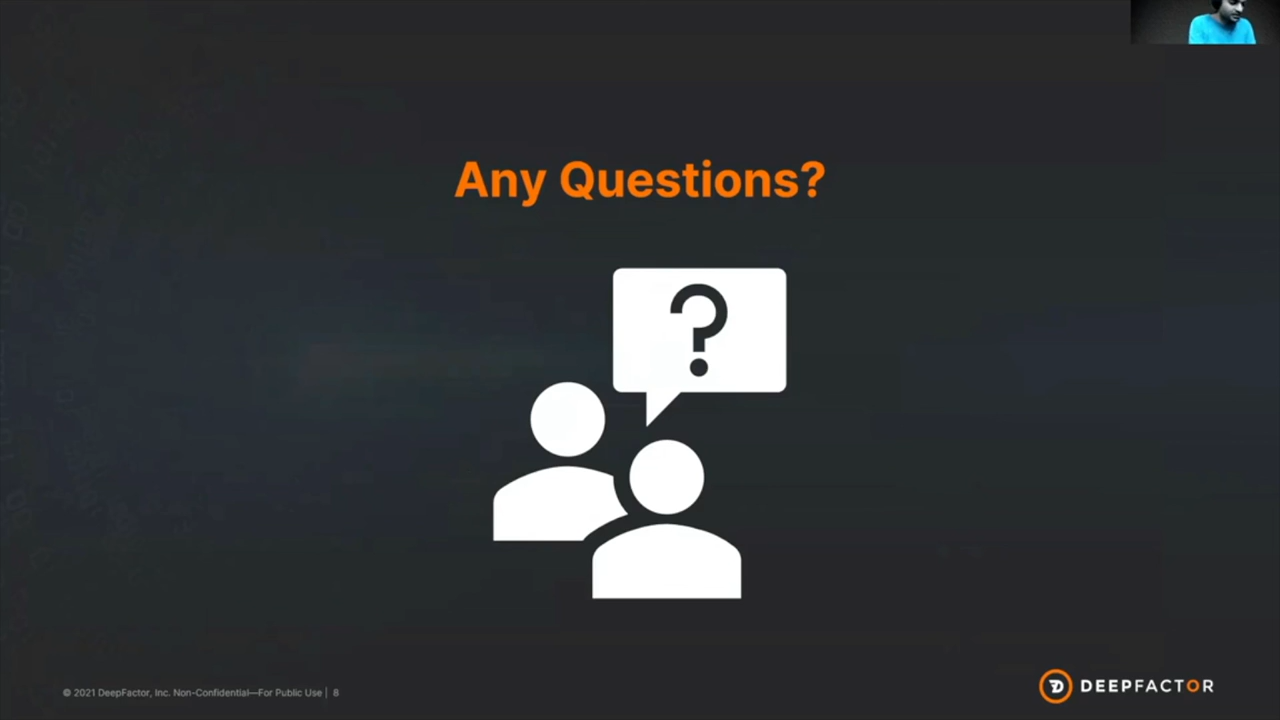 Any Questions?
?
© 2021 DeepFactor, Inc. Non-Confidential—For Public Use | 8
DEEPFACTOR